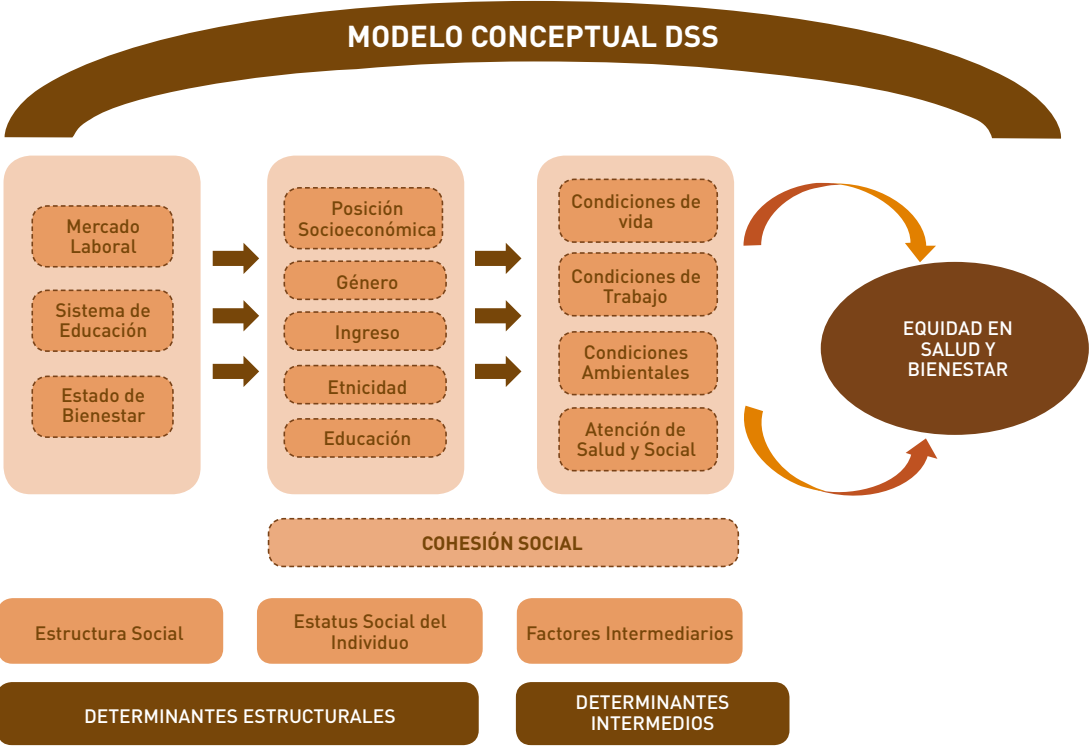 MODELO CONCEPTUAL DSS
Mercado
Laboral
Sistema de
Educación
Estado de
Bienestar
Posición
Socioeconómica
Género
Ingreso
Etnicidad
Educación
Condiciones de
vida
Condiciones de
Trabajo
Condiciones
Ambientales
Atención de
Salud y Social
EQUIDAD EN
SALUD Y
BIENESTAR
COHESIÓN SOCIAL
Estructura Social
Estatus Social del
Individuo
Factores Intermediarios
DETERMINANTES ESTRUCTURALES
DETERMINANTES
INTERMEDIOS